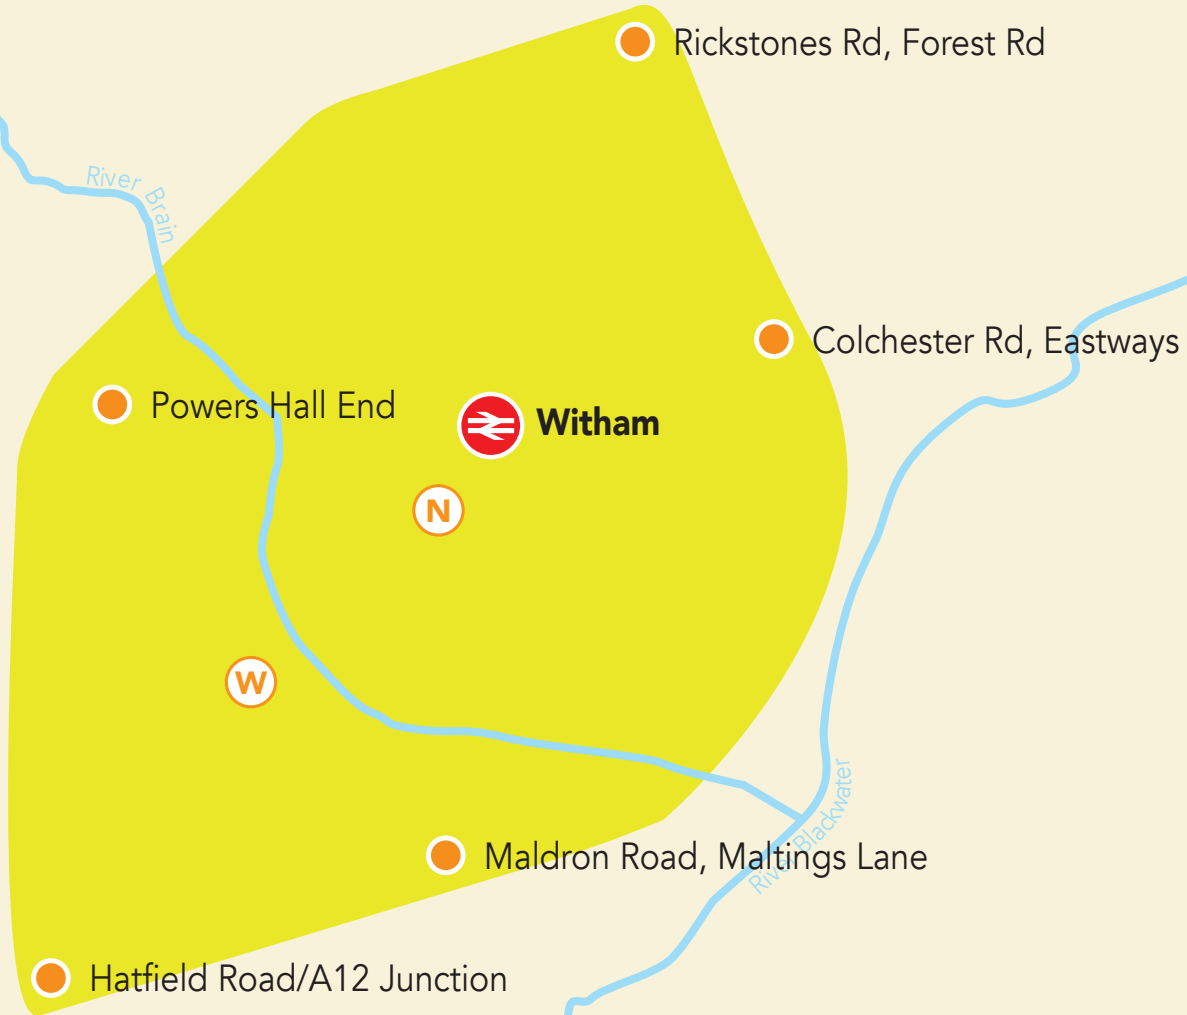 Rickstones Rd, Forest Rd
River Brain
Colchester Rd, Eastways
Powers Hall End
Witham
N
W
River Blackwater
Maldron Road, Maltings Lane
Hatfield Road/A12 Junction